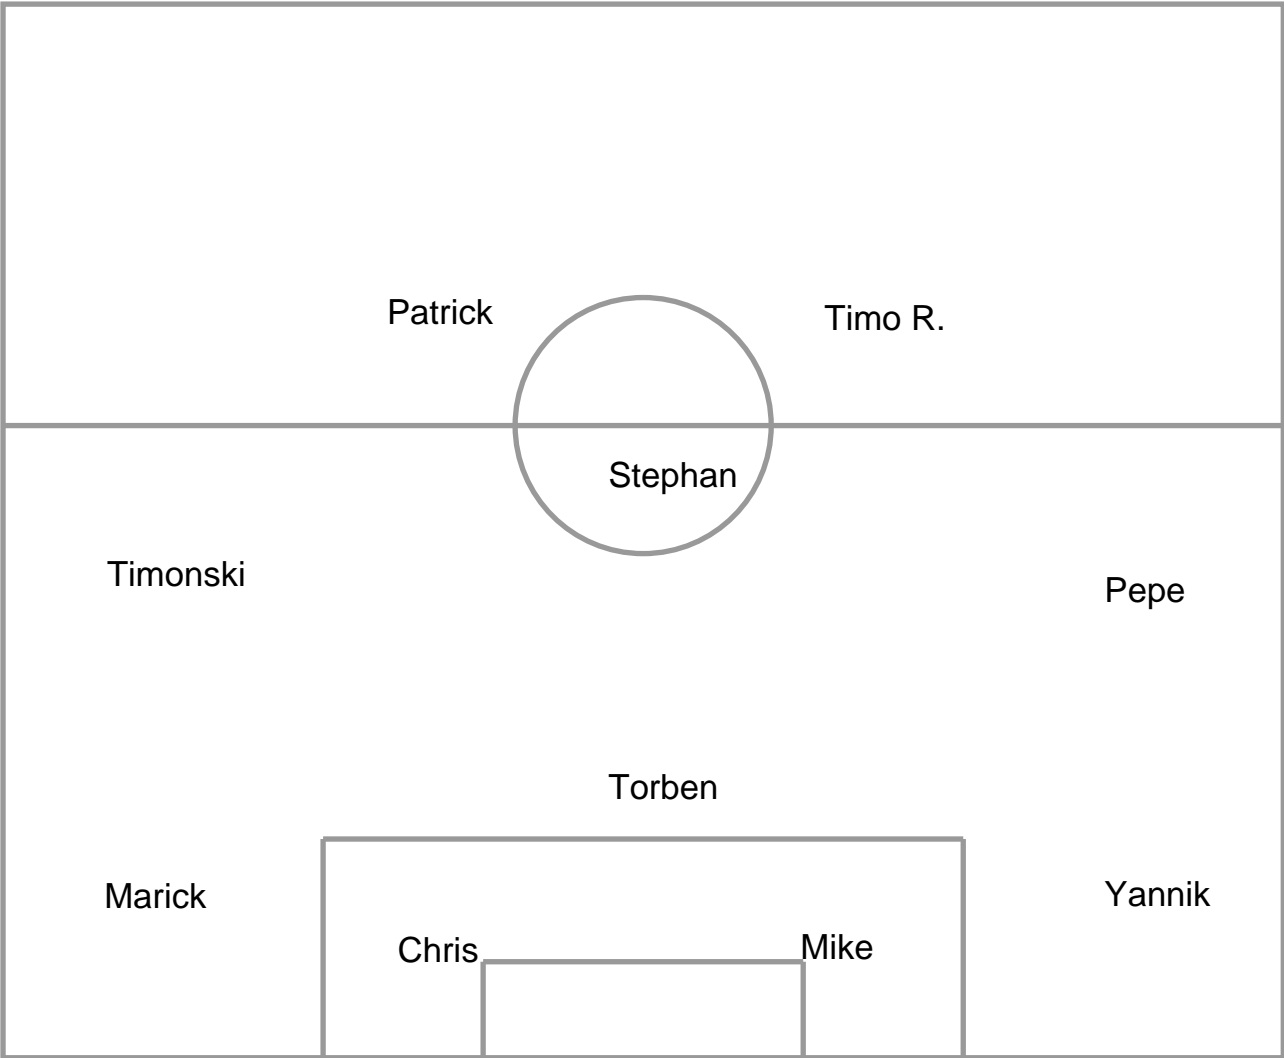 Patrick
Timo R.
Stephan
Timonski
Pepe
Torben
Marick
Yannik
Chris
Mike